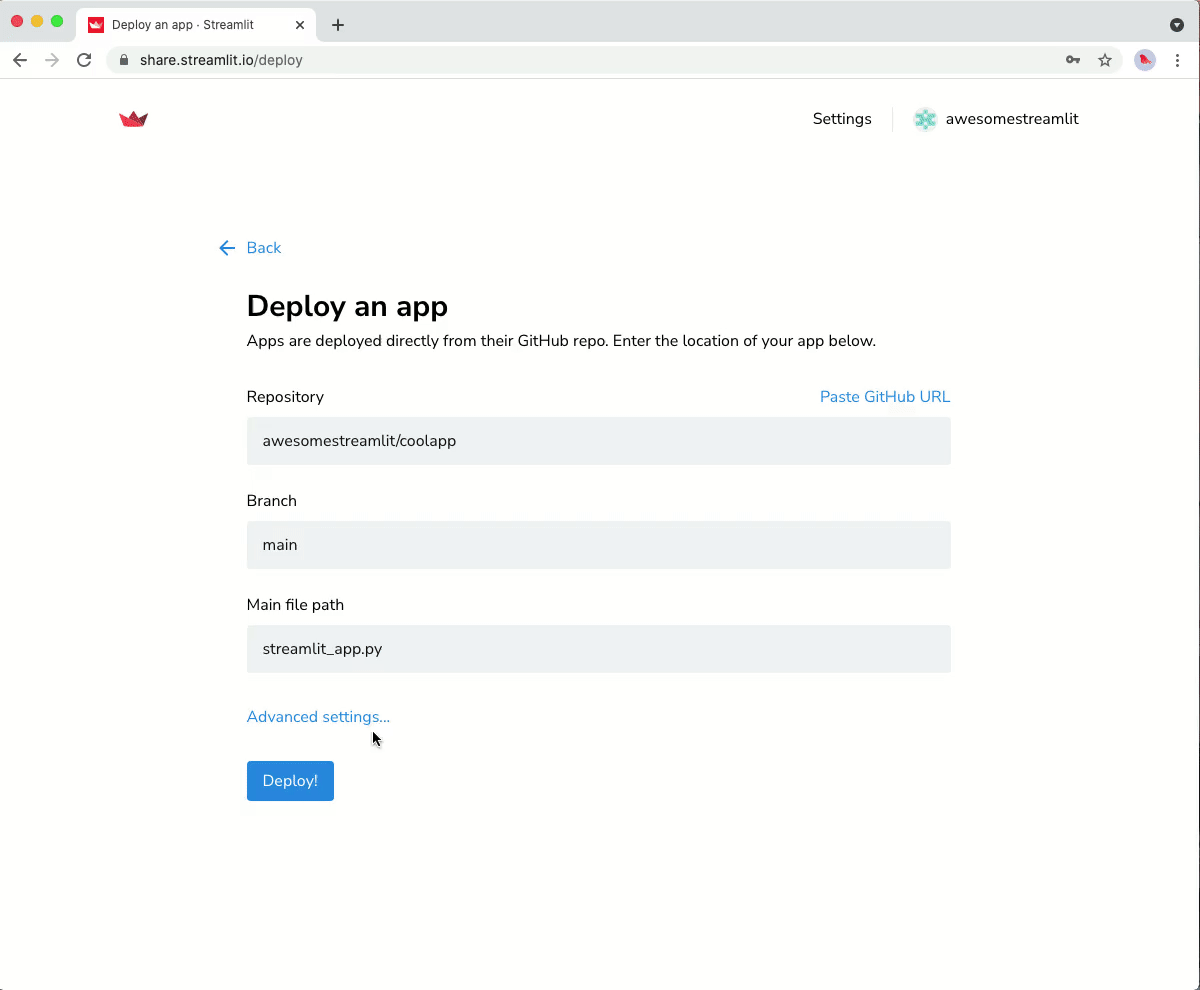 Deploy an app · Streamlit
share.streamlit.io/deploy
Settings
awesomestreamlit
Back
Deploy an app
Apps are deployed directly from their GitHub repo. Enter the location of your app below.
Repository
Paste GitHub URL
awesomestreamlit/coolapp
Branch
main
Main file path
streamlit_app.py
Advanced settings...
Deploy!